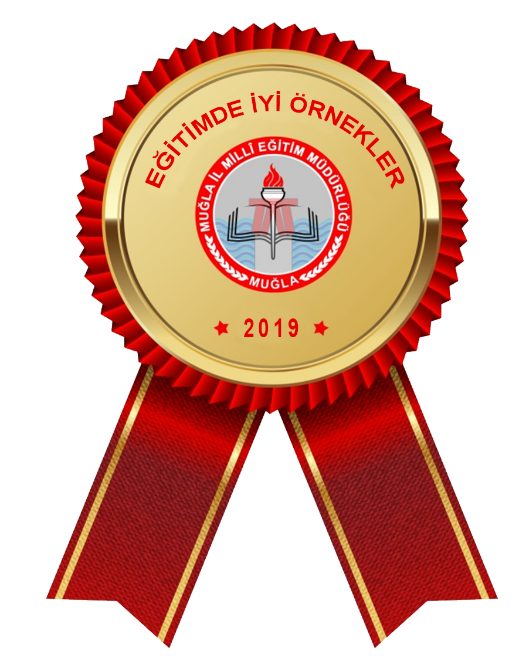 EĞİTİMDE İYİ ÖRNEKLER
MUĞLA İL MİLLİ EĞİTİM MÜDÜRLÜĞÜ
MUĞLA
★ 2019 ★